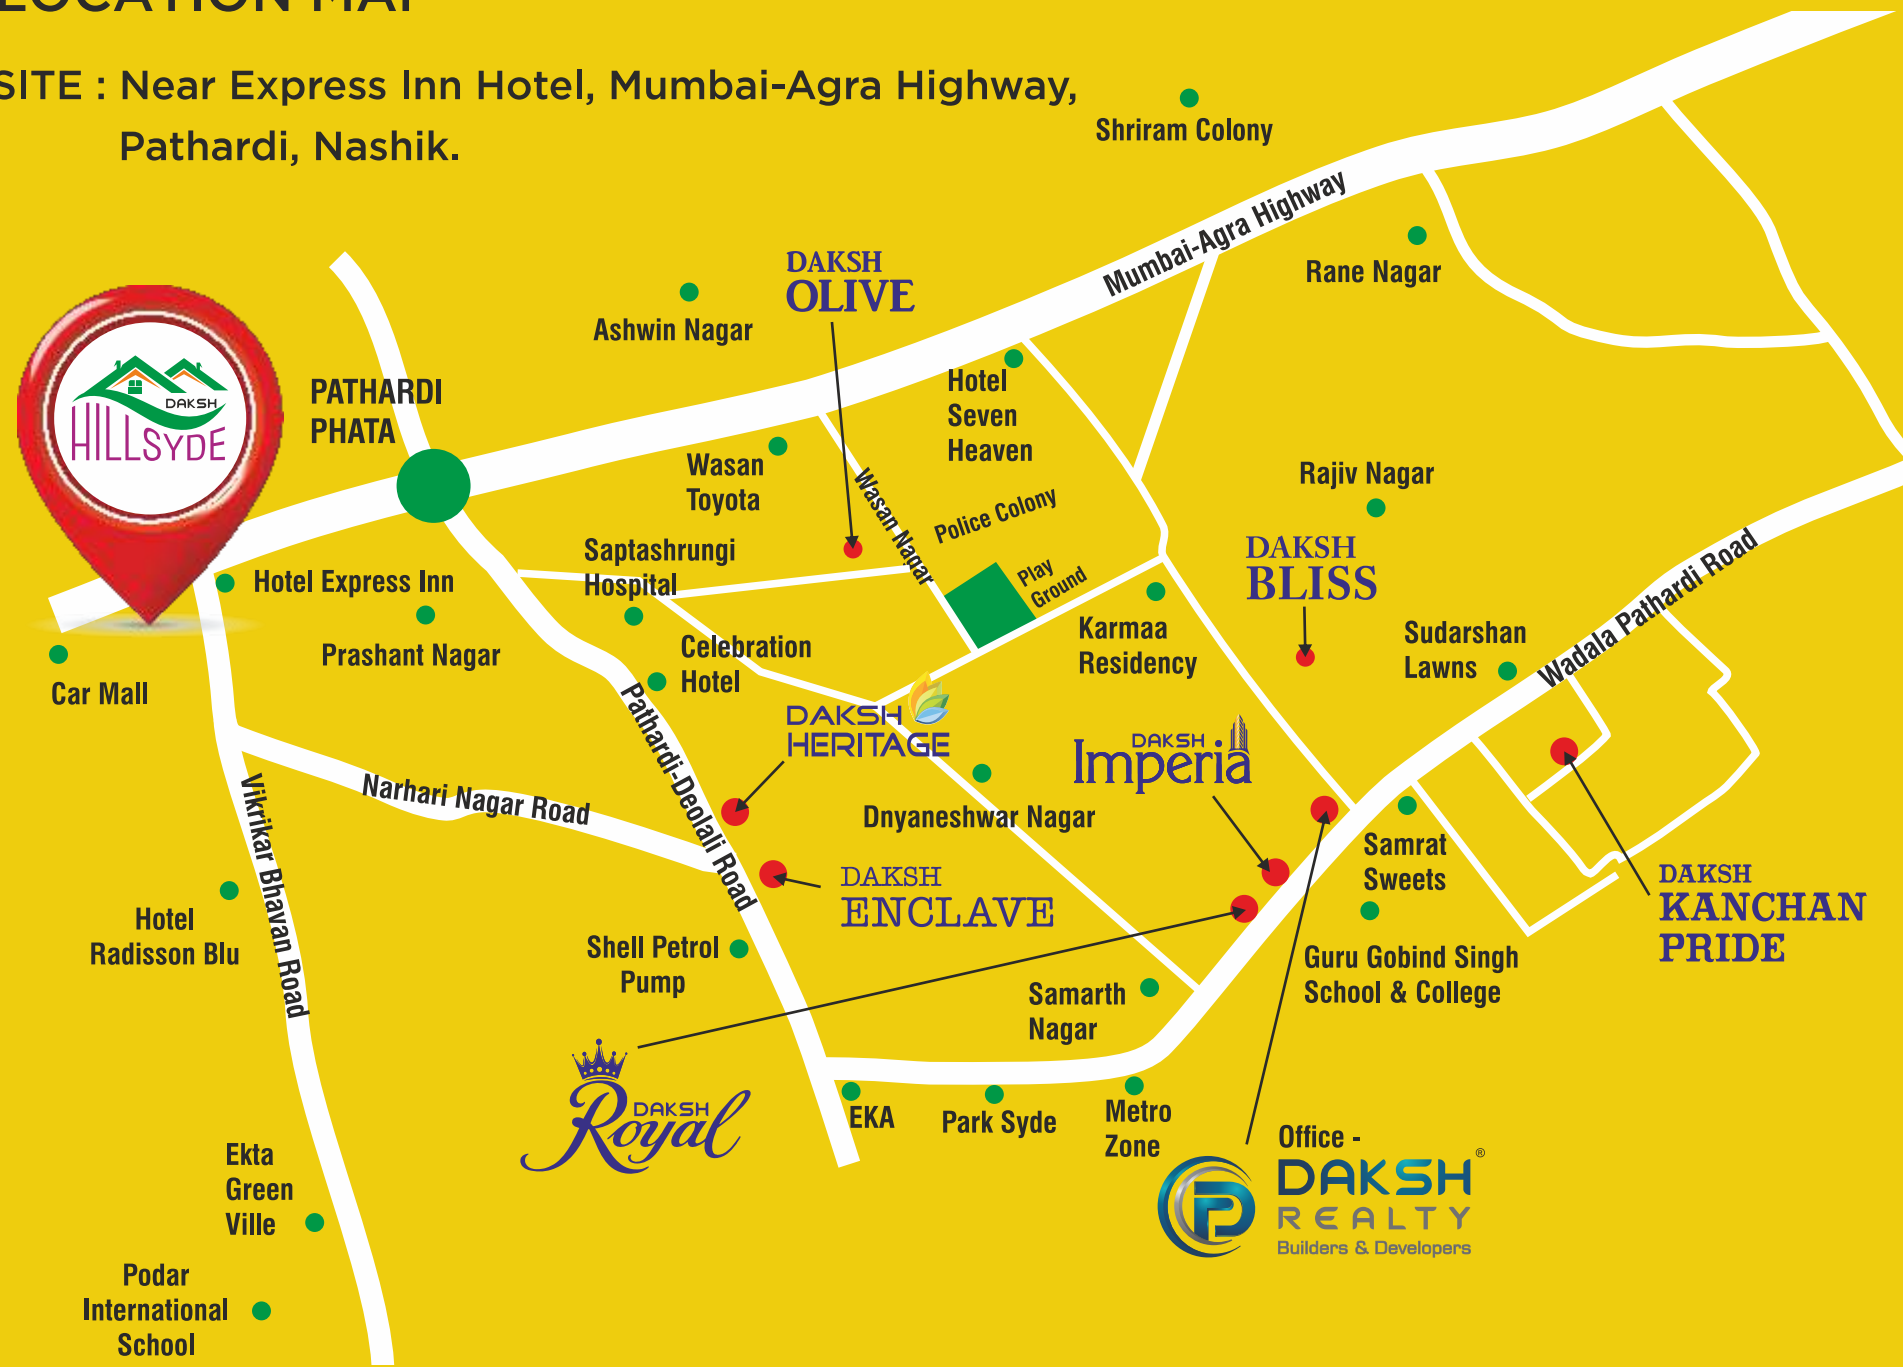 LOCATION MAP
SITE : Near Express Inn Hotel, Mumbai-Agra Highway,
Pathardi, Nashik.
Shriram Colony
Mumbai-Agra Highway
Rane Nagar
DAKSH
OLIVE
Ashwin Nagar
DAKSH
HILLSYDE
PATHARDI
PHATA
Hotel
Seven
Heaven
Wasan
Toyota
Wasan Nagar
Police Colony
Rajiv Nagar
Saptashrungi
Hospital
Play
Ground
DAKSH
BLISS
Wadala Pathardi Road
Hotel Express Inn
Prashant Nagar
Celebration
Hotel
Karmaa
Residency
Sudarshan
Lawns
Car Mall
Pathardi-Deolali Road
DAKSH
HERITAGE
DAKSH
Imperia
Vikrikar Bhavan Road
Narhari Nagar Road
Dnyaneshwar Nagar
Samrat
Sweets
DAKSH
ENCLAVE
DAKSH
KANCHAN
PRIDE
Hotel
Radisson Blu
Shell Petrol
Pump
Guru Gobind Singh
School & College
Samarth
Nagar
DAKSH
Royal
EKA
Park Syde
Metro
Zone
Office -
DAKSH®
REALTY
Builders & Developers
Ekta
Green
Ville
Podar
International
School